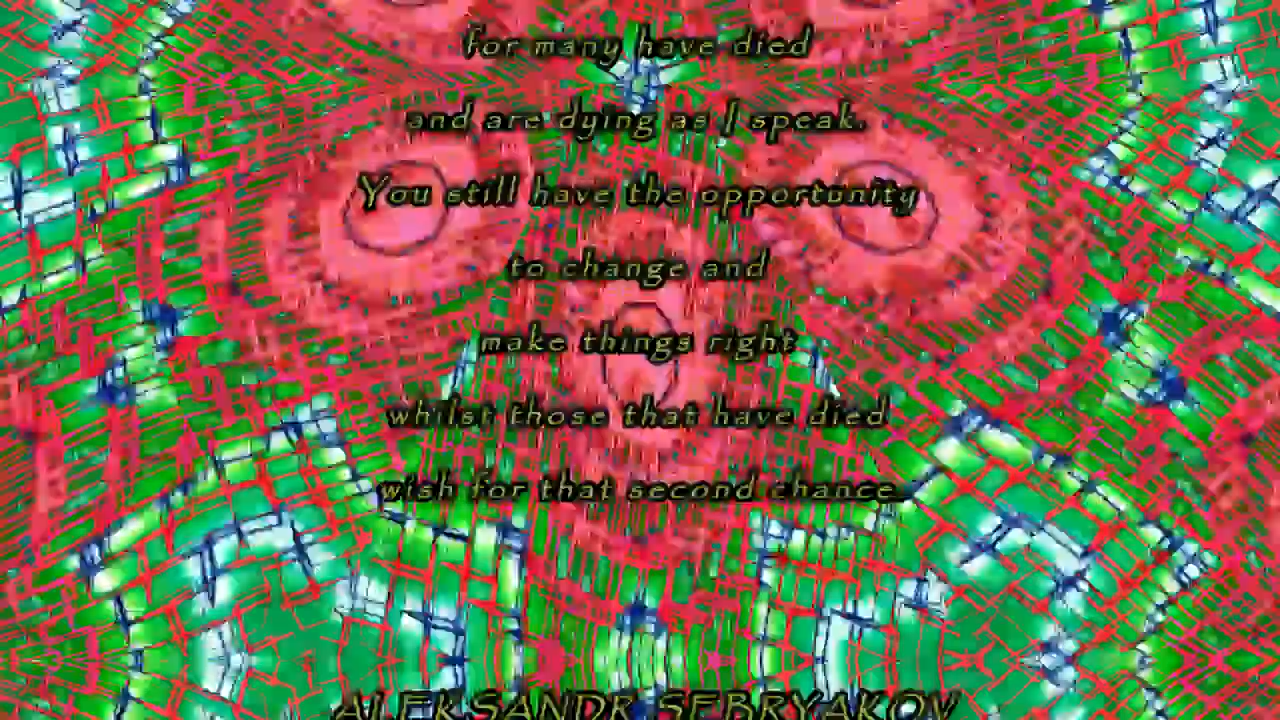 for many have died
and are dying as I speak.
You still have the opportunity
to change and
make things right
whilst those that have died
wish for that second chance.
ALEKSANDR SEBRYAKOV